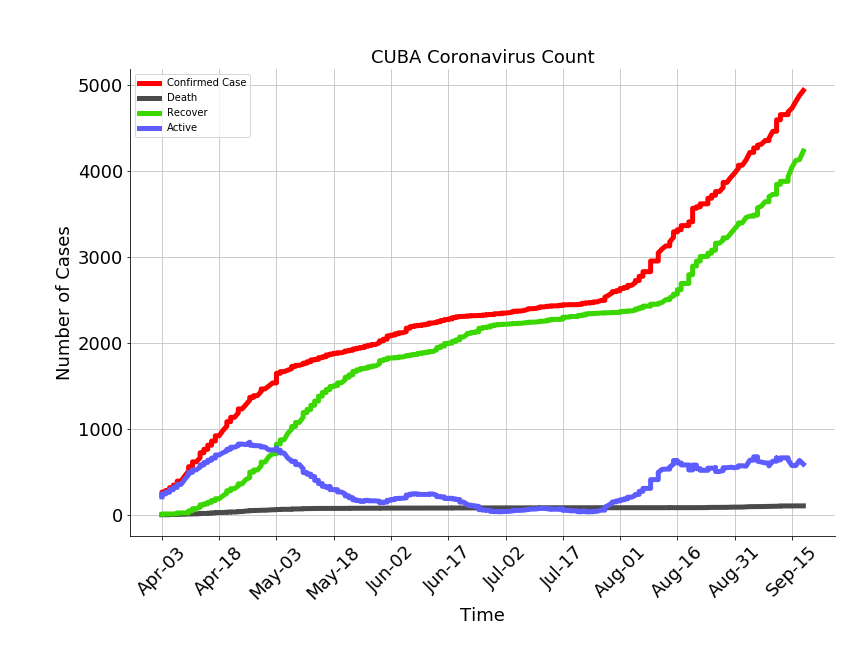 CUBA Coronavirus Count
Confirmed Case
Death
Recover
Active
Number of Cases
5000
4000
3000
2000
1000
0
Apr-03
Apr-18
May-03
May-18
Jun-02
Jun-17
Jul-02
Jul-17
Aug-01
Aug-16
Aug-31
Sep-15
Time